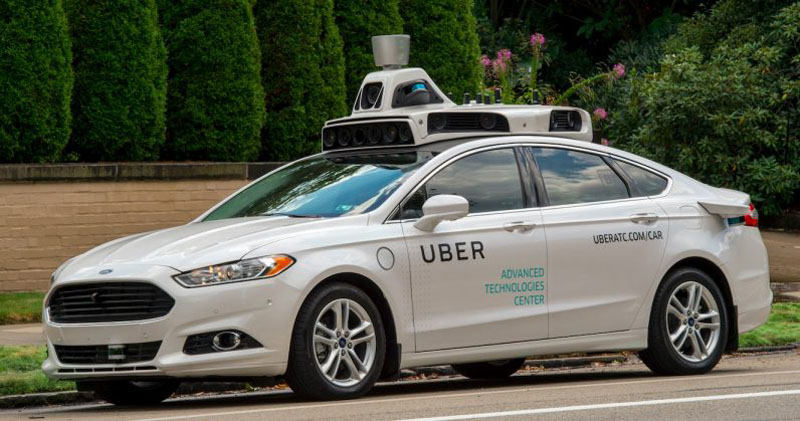 UBER
ADVANCED
TECHNOLOGIES
CENTER
UBERATC.COM/CAR